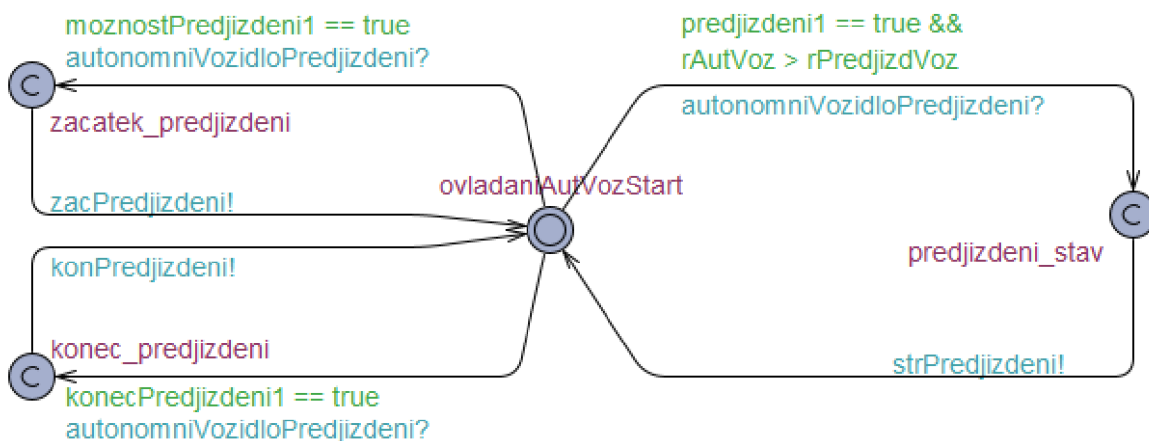 moznostPredjizdeni1 == true
autonomniVozidloPredjizdeni?
C
zacatek_predjizdeni
zacPredjizdeni!
predjizdeni1 == true &&
rAutVoz > rPredjizdVoz
autonomniVozidloPredjizdeni?
ovladaniAutVozStart
C
predjizdeni_stav
konPredjizdeni!
konec_predjizdeni
C
konecPredjizdeni1 == true
autonomniVozidloPredjizdeni?
strPredjizdeni!